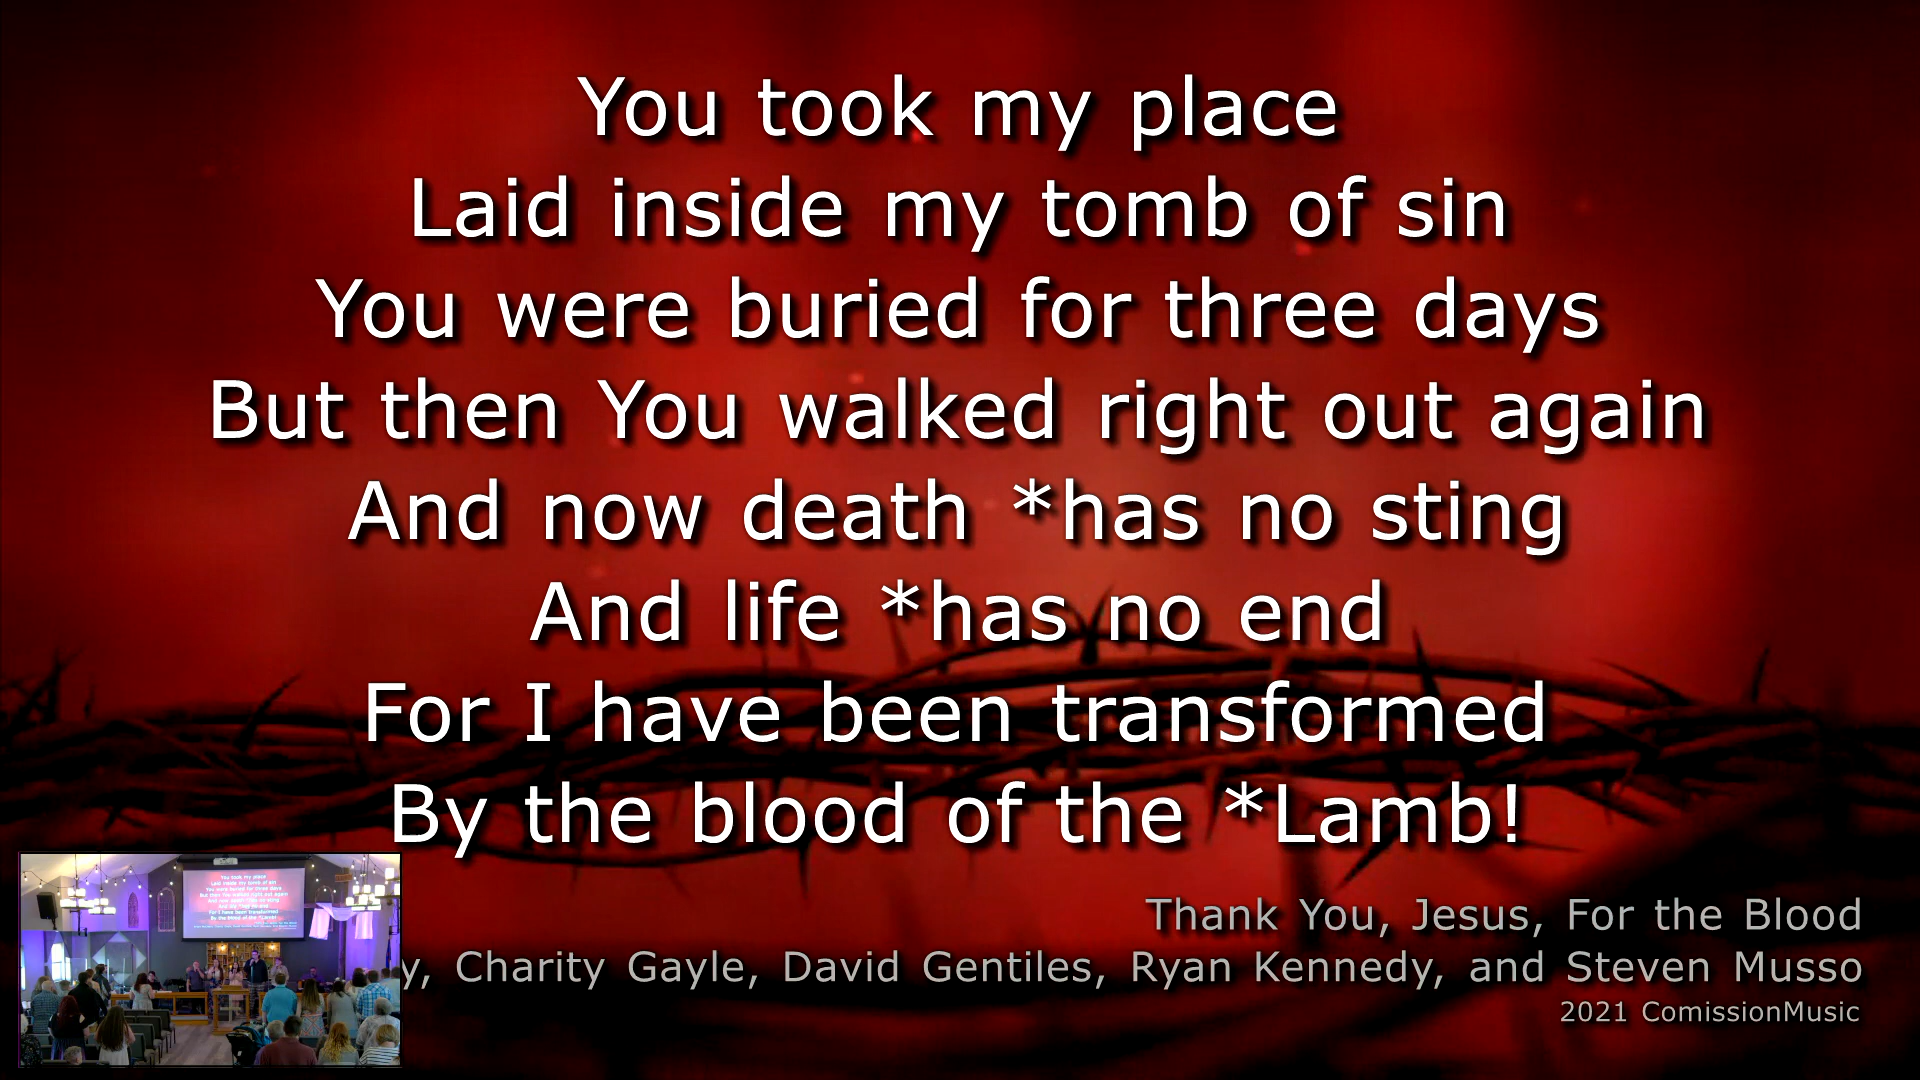 You took my place
Laid inside my tomb of sin
You were buried for three days
But then You walked right out again
And now death *has no sting
And life *has no end
For I have been transformed
By the blood of the *Lamb!
Thank You, Jesus, For the Blood
Charity Gayle, David Gentiles, Ryan Kennedy, and Steven Musso
2021 ComissionMusic